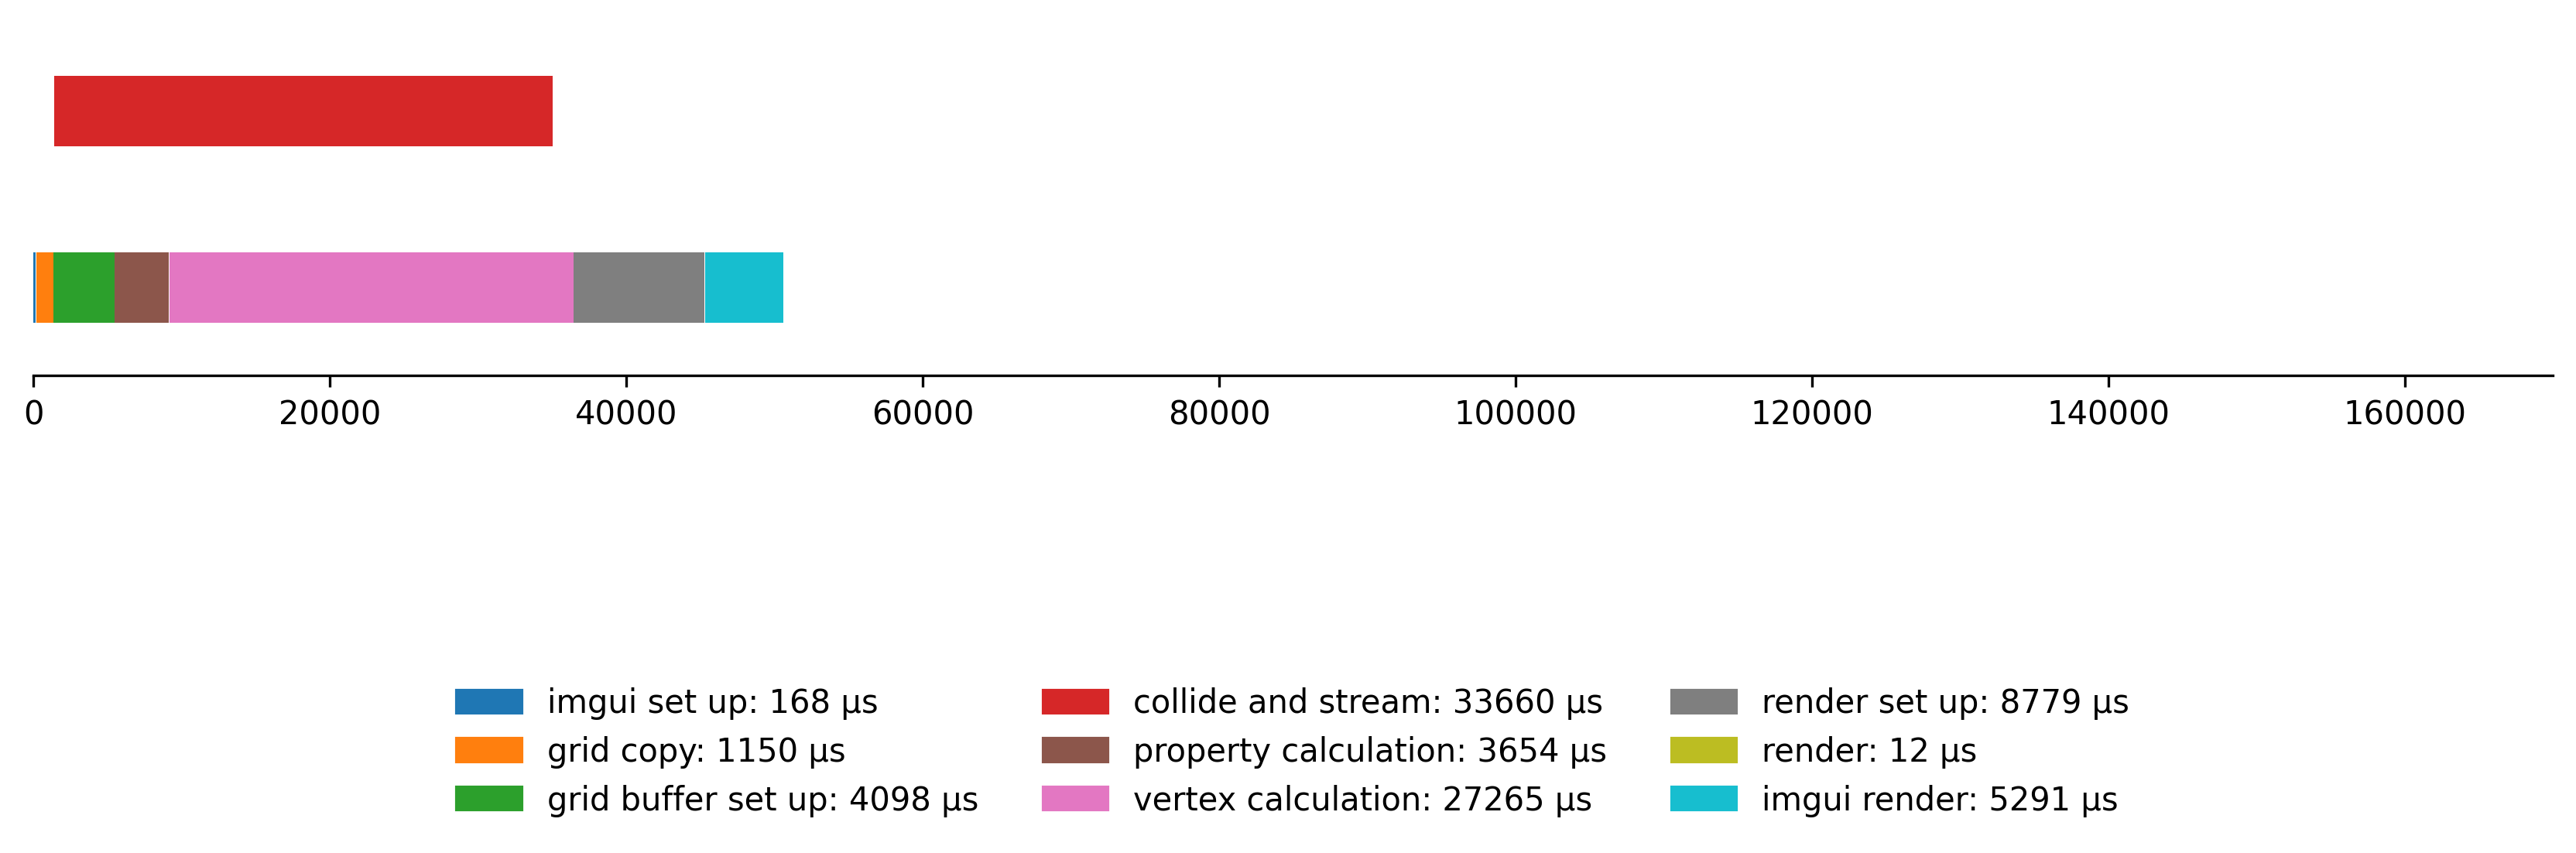 0 20000 40000 60000 80000 100000 120000 140000 160000
imgui set up: 168 µs
grid copy: 1150 µs
grid buffer set up: 4098 µs
collide and stream: 33660 µs
property calculation: 3654 µs
vertex calculation: 27265 µs
render set up: 8779 µs
render: 12 µs
imgui render: 5291 µs